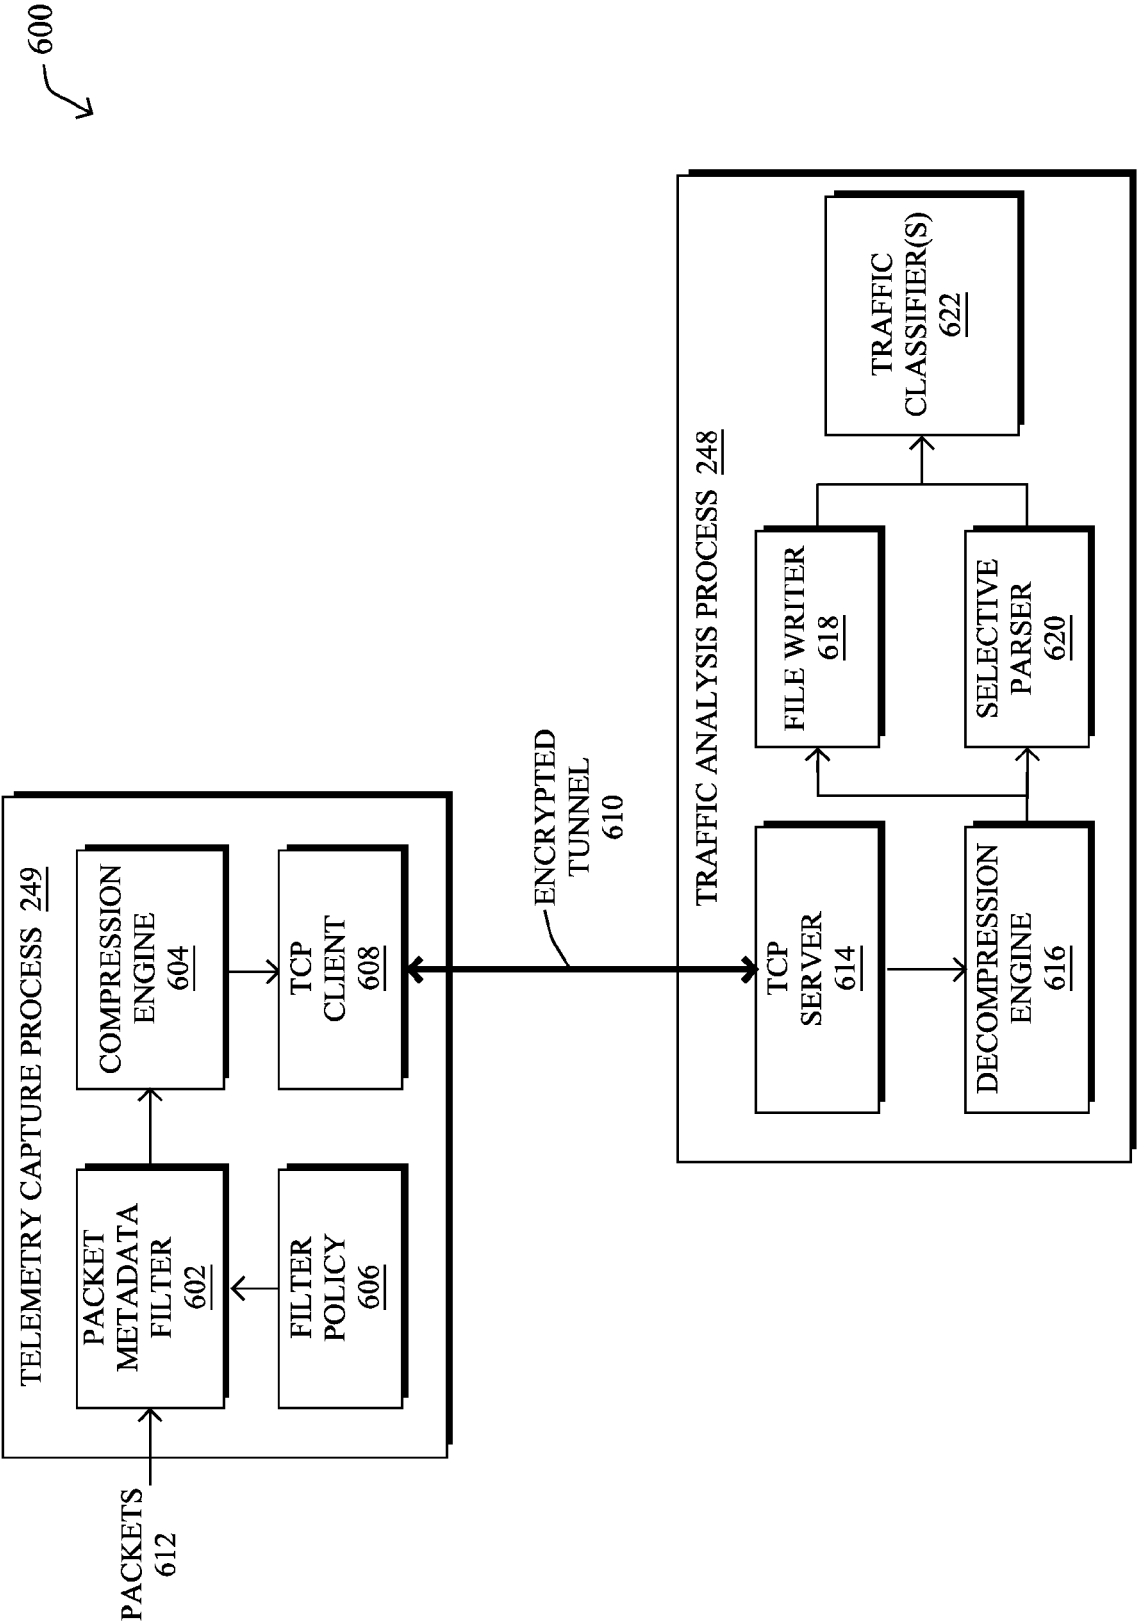 600
TELEMETRY CAPTURE PROCESS 249
PACKETS
612
PACKET
METADATA
FILTER
602
COMPRESSION
ENGINE
604
FILTER
POLICY
606
TCP
CLIENT
608
ENCRYPTED
TUNNEL
610
TRAFFIC ANALYSIS PROCESS 248
TCP
SERVER
614
FILE WRITER
618
TRAFFIC
CLASSIFIER(S)
622
DECOMPRESSION
ENGINE
616
SELECTIVE
PARSER
620